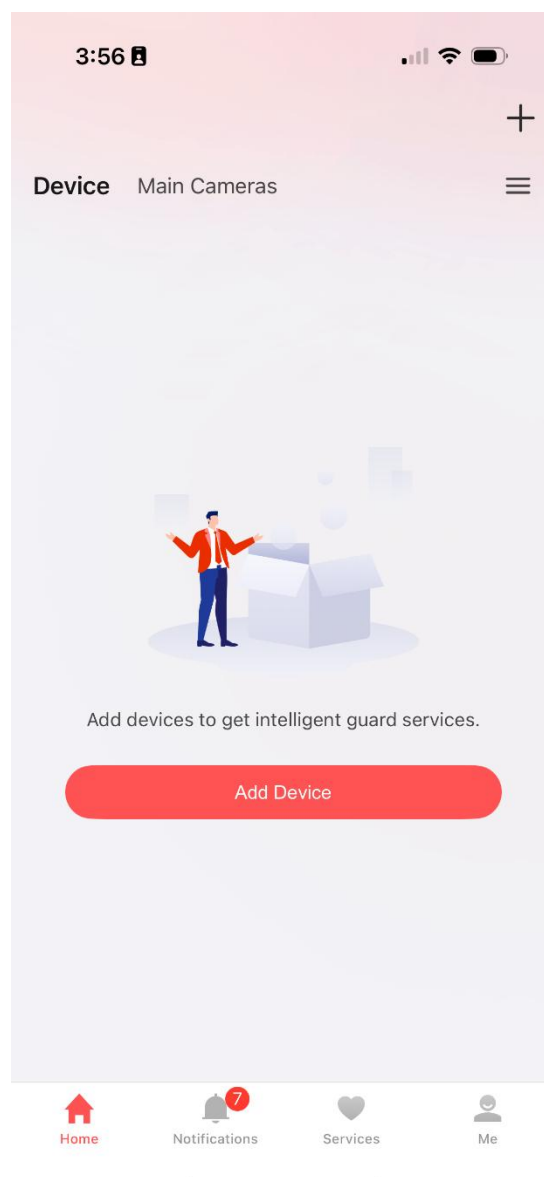 3:56
Device Main Cameras
Add devices to get intelligent guard services.
Add Device
7
Home Notifications Services Me